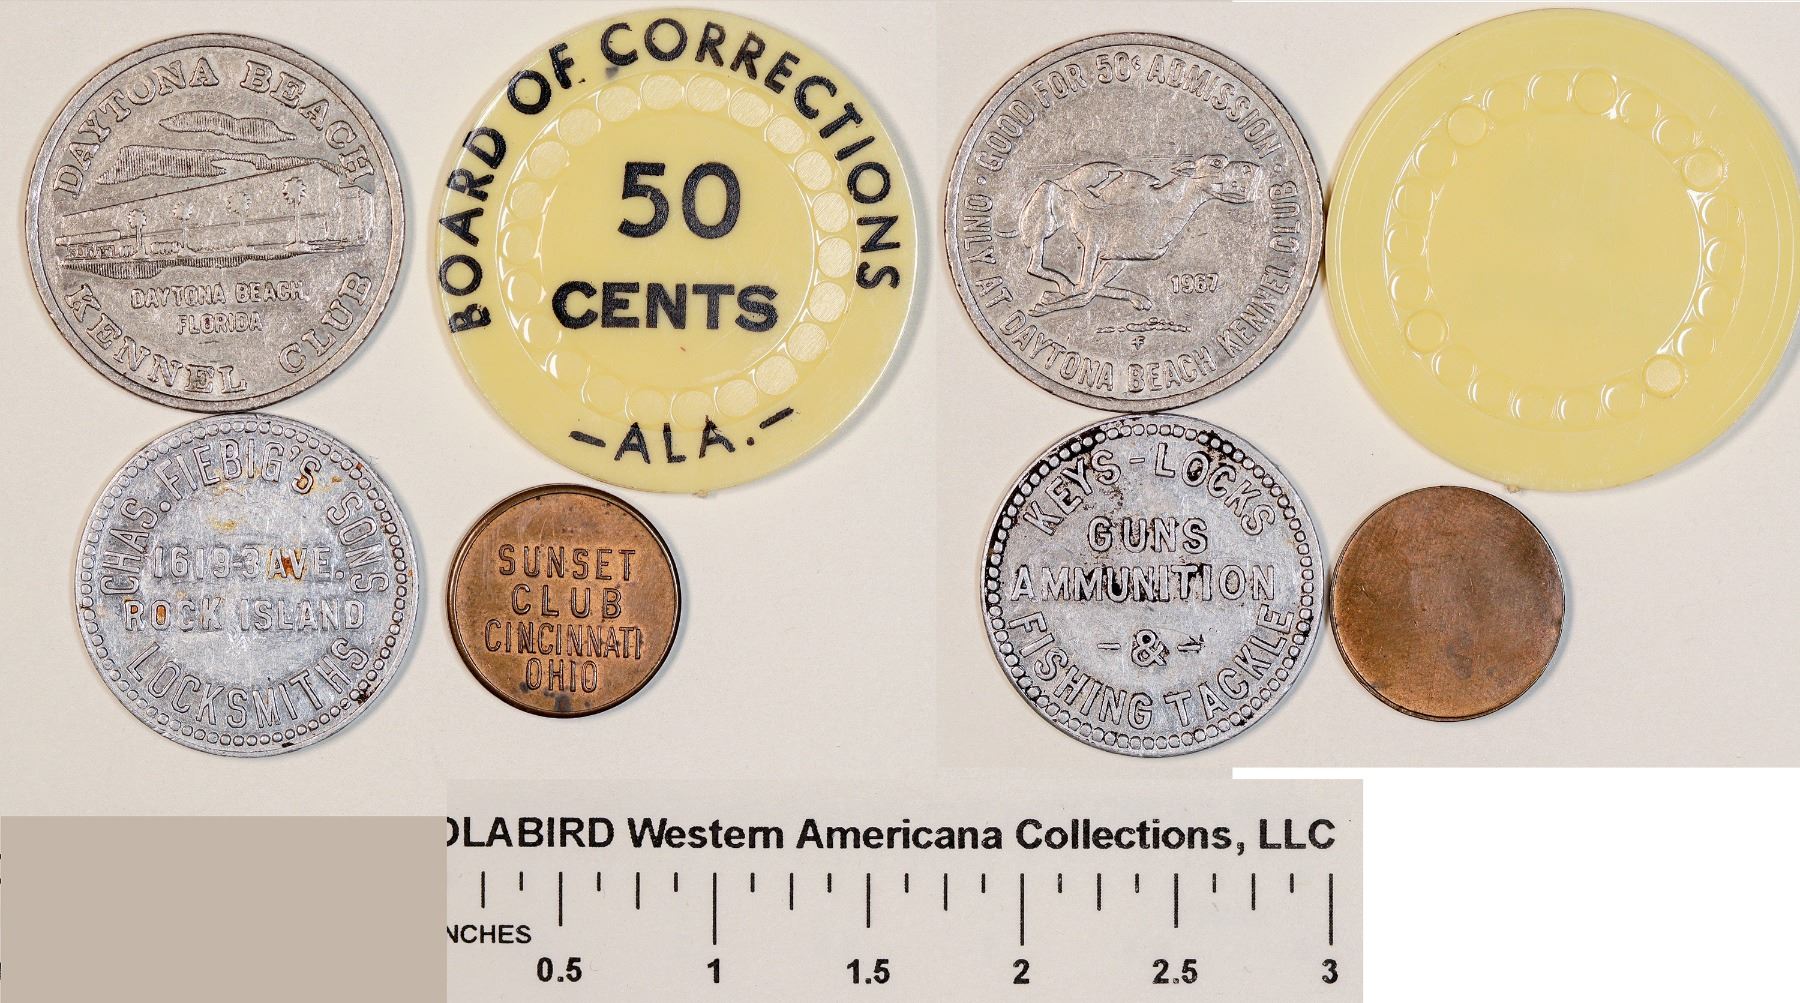 DAYTONA BEACH
DAYTONA BEACH
FLORIDA
KENNEL CLUB
BOARD OF CORRECTIONS
50
CENTS
-ALA.-
CHAS. FIEBIG'S SONS
1619-3 AVE.
ROCK ISLAND
LOCKSMITHS
SUNSET
CLUB
CINCINNATI
OHIO
· GOOD FOR 50¢ ADMISSION ·
ONLY AT DAYTONA BEACH KENNEL CLUB
1967
KEYS-LOCKS
GUNS
AMMUNITION
-&-
FISHING TACKLE
OLABIRD Western Americana Collections, LLC
NCHES
0.5 1 1.5 2 2.5 3